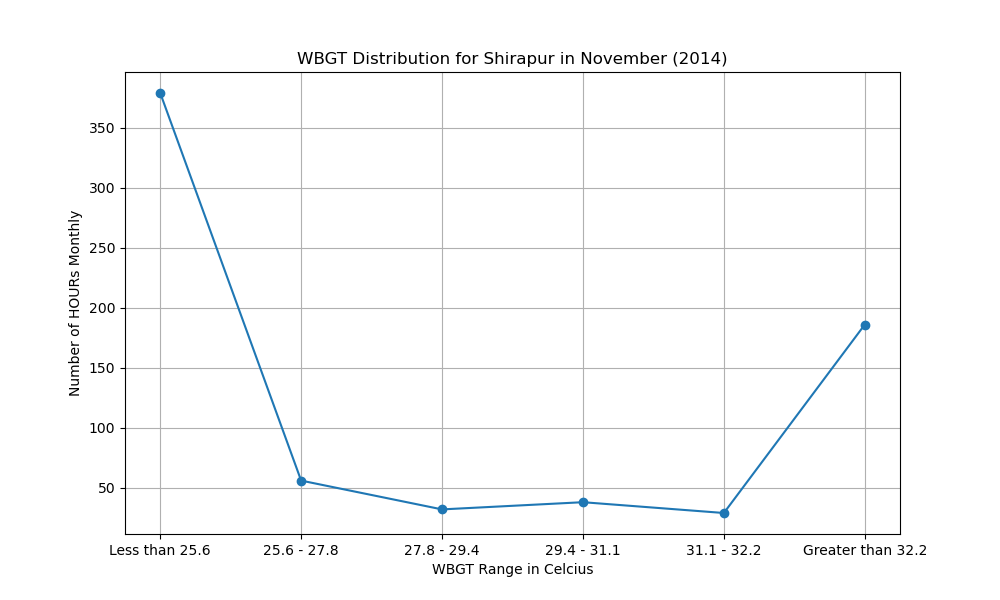 WBGT Distribution for Shirapur in November (2014)
Number of HOURs Monthly
350
300
250
200
150
100
50
Less than 25.6
25.6 - 27.8
27.8 - 29.4
29.4 - 31.1
31.1 - 32.2
Greater than 32.2
WBGT Range in Celcius